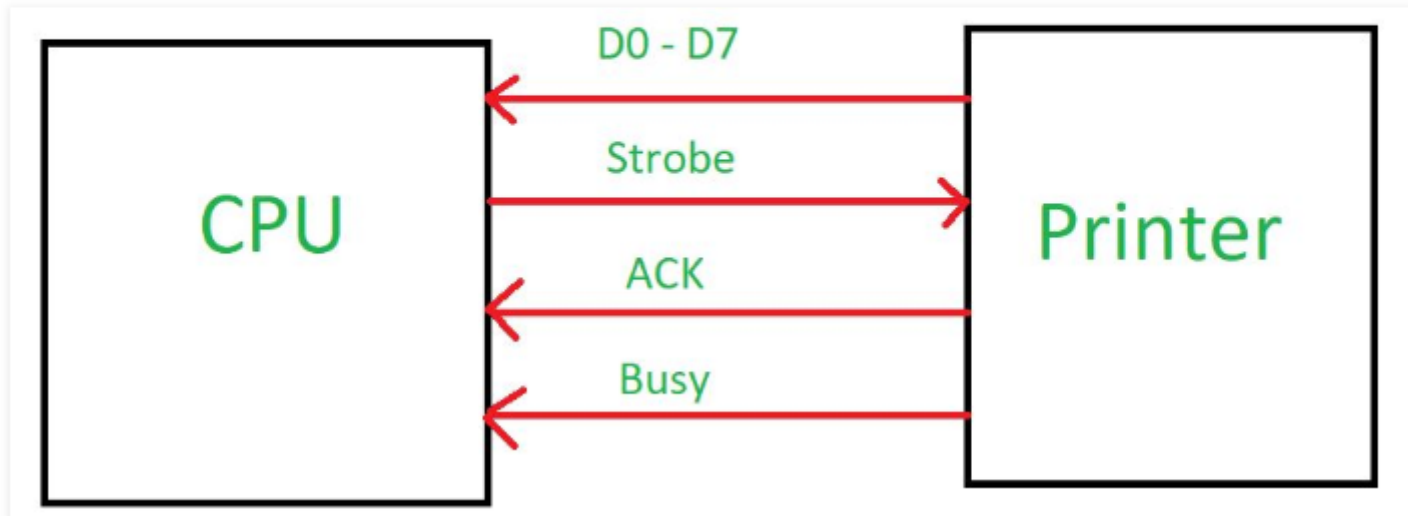 D0 - D7
Strobe
CPU
Printer
ACK
Busy